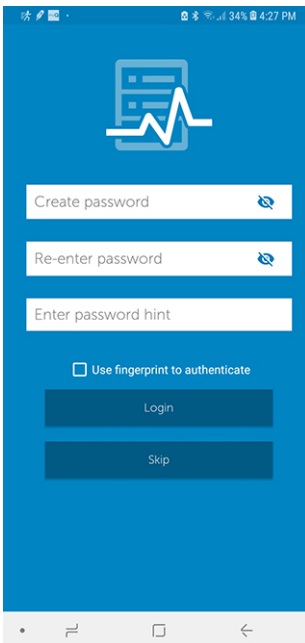 34% 4:27 PM
Create password
Re-enter password
Enter password hint
Use fingerprint to authenticate
Login
Skip